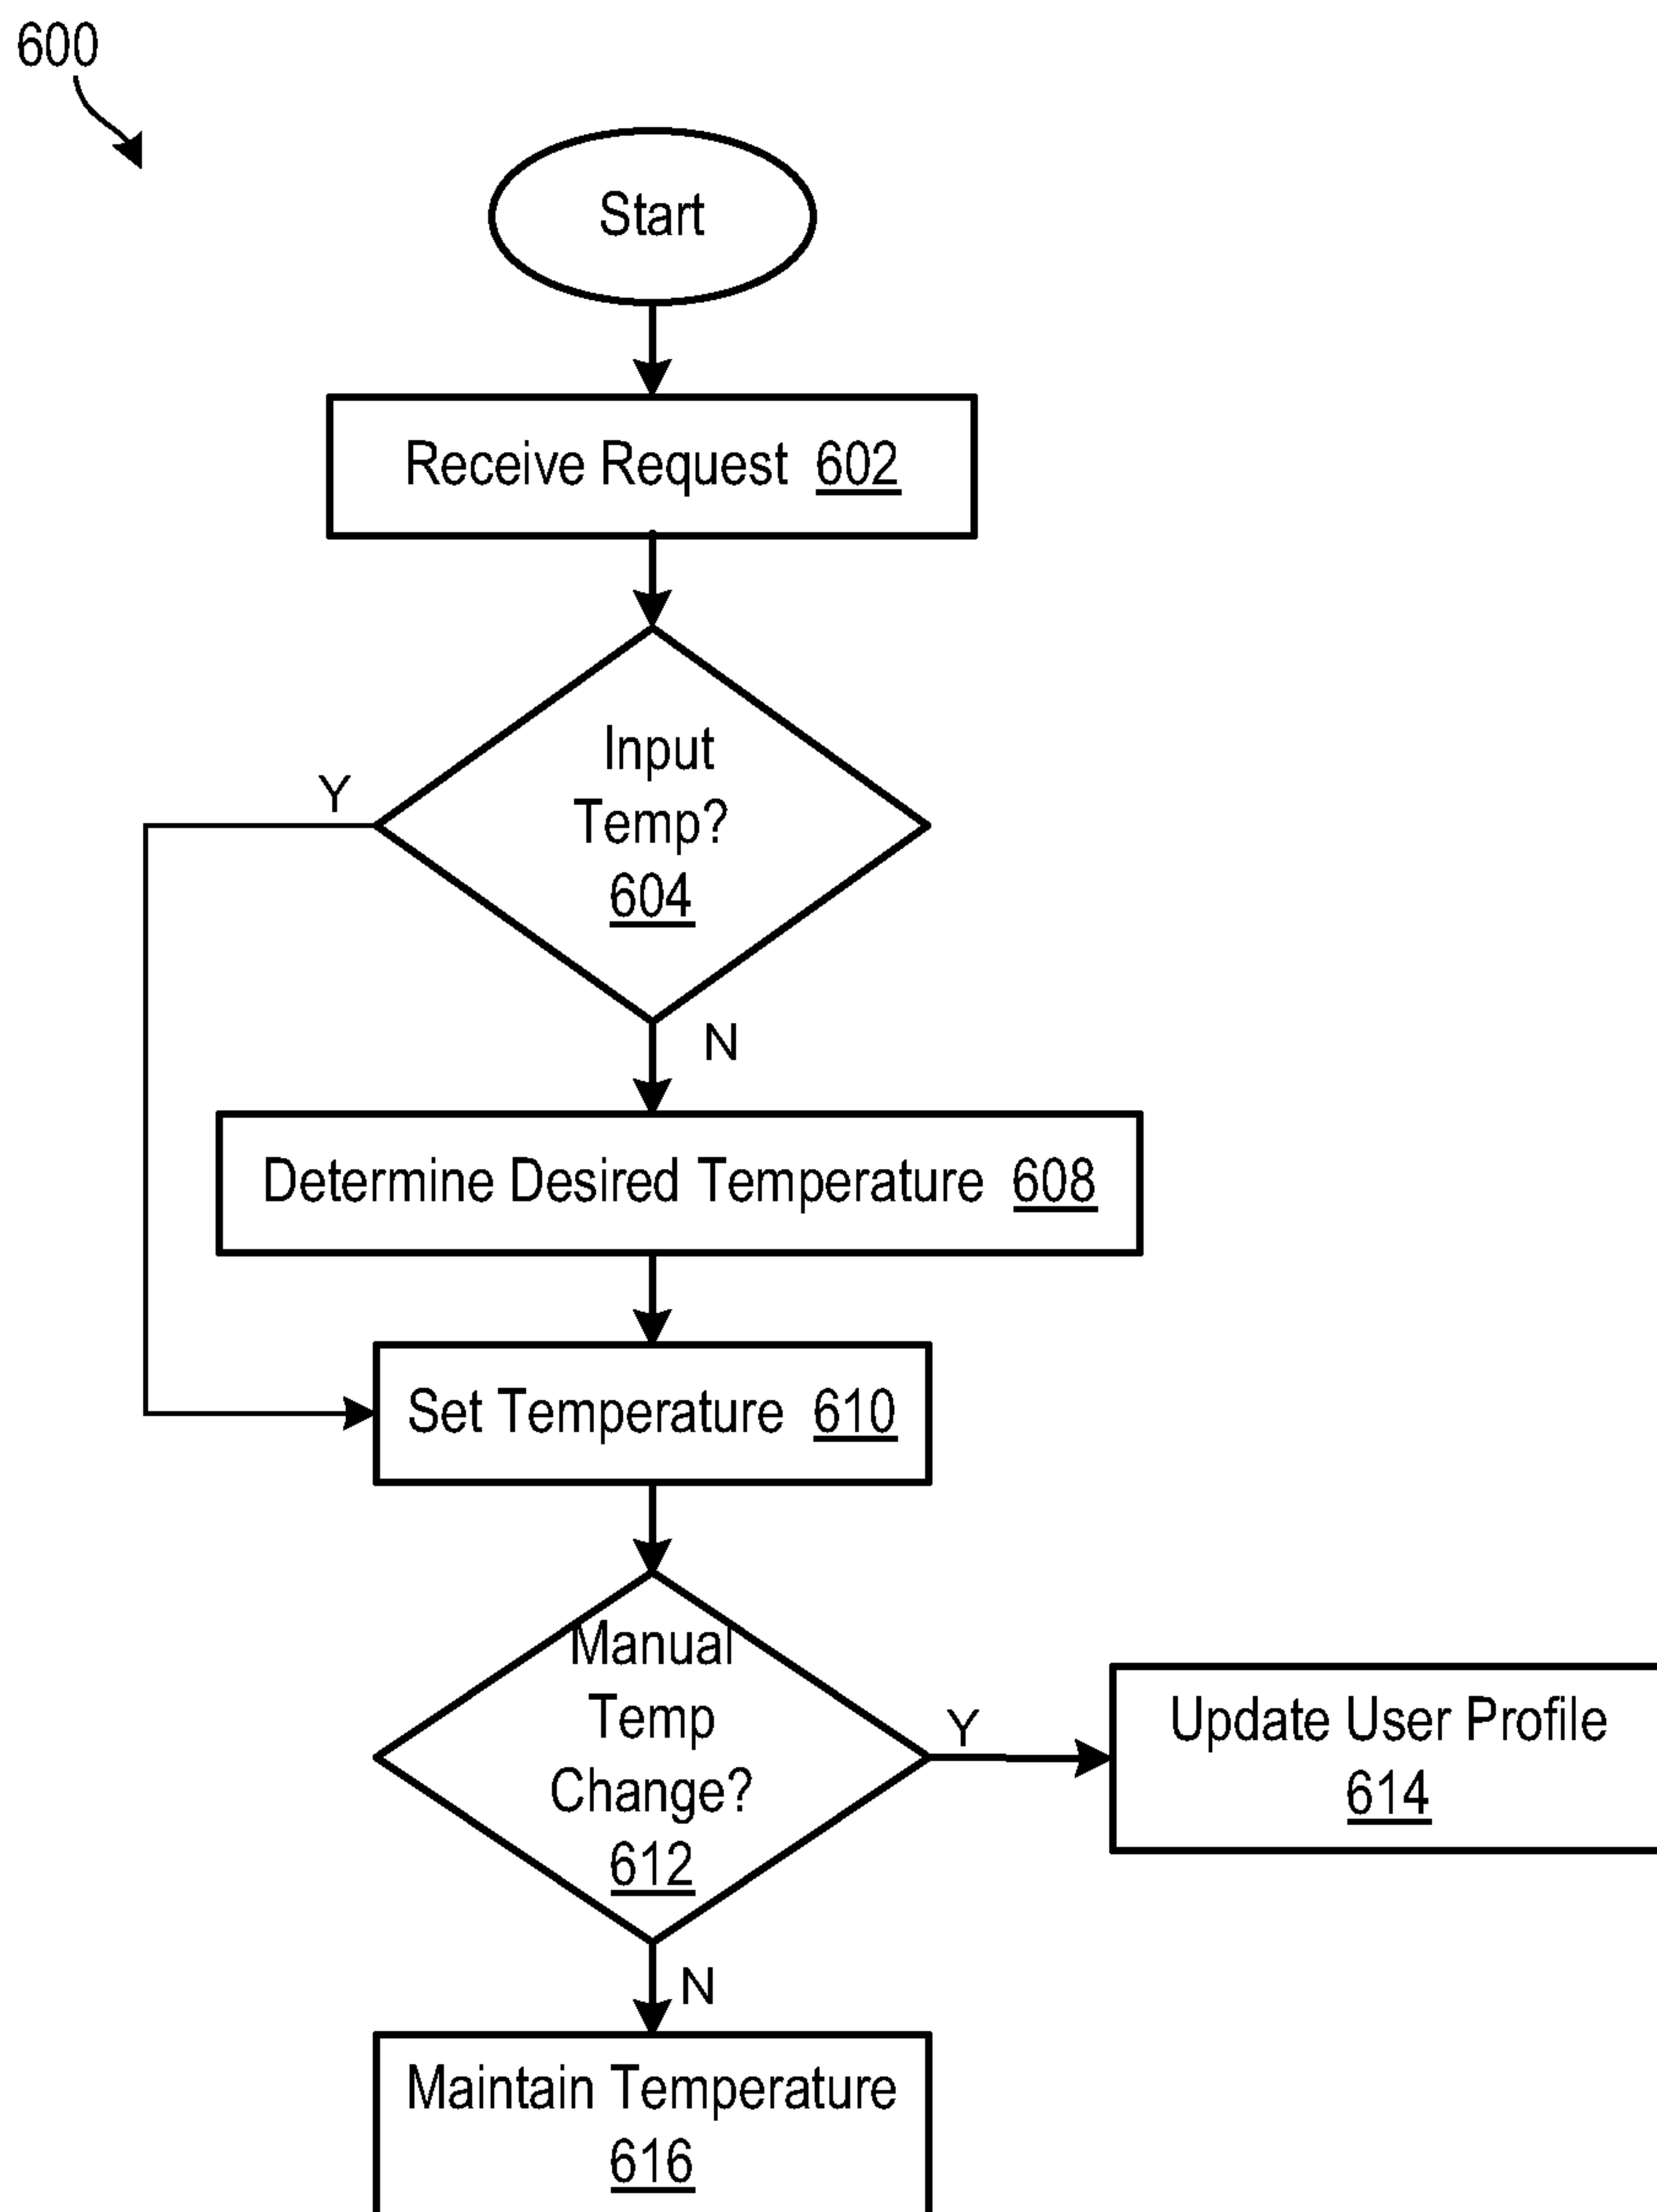 600
Start
Receive Request 602
Input
Temp?
604
Y
N
Determine Desired Temperature 608
Set Temperature 610
Manual
Temp
Change?
612
Y
Update User Profile
614
N
Maintain Temperature
616